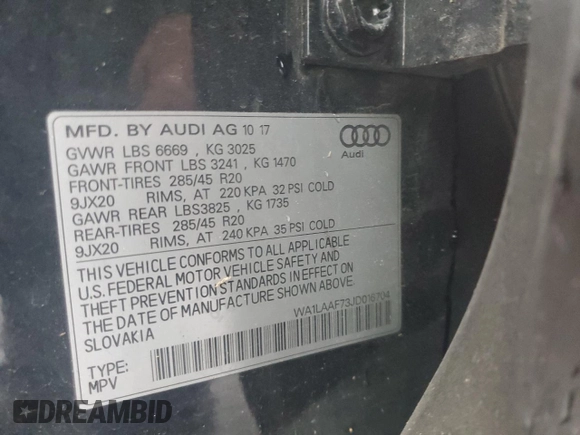 MFD. BY AUDI AG 10 17
GVWR LBS 6669 , KG 3025
GAWR FRONT LBS 3241 , KG 1470
FRONT-TIRES 285/45 R20
9JX20 RIMS, AT 220 KPA 32 PSI COLD
GAWR REAR LBS3825 , KG 1735
REAR-TIRES 285/45 R20
9JX20 RIMS, AT 240 KPA 35 PSI COLD
Audi
THIS VEHICLE CONFORMS TO ALL APPLICABLE
U.S. FEDERAL MOTOR VEHICLE SAFETY AND
THEFT PREVENTION STANDARDS IN EFFECT ON
THE DATE OF MANUFACTURE SHOWN ABOVE.
SLOVAKIA
WA1LAAF73JD016704
TYPE:
MPV
DREAMBID